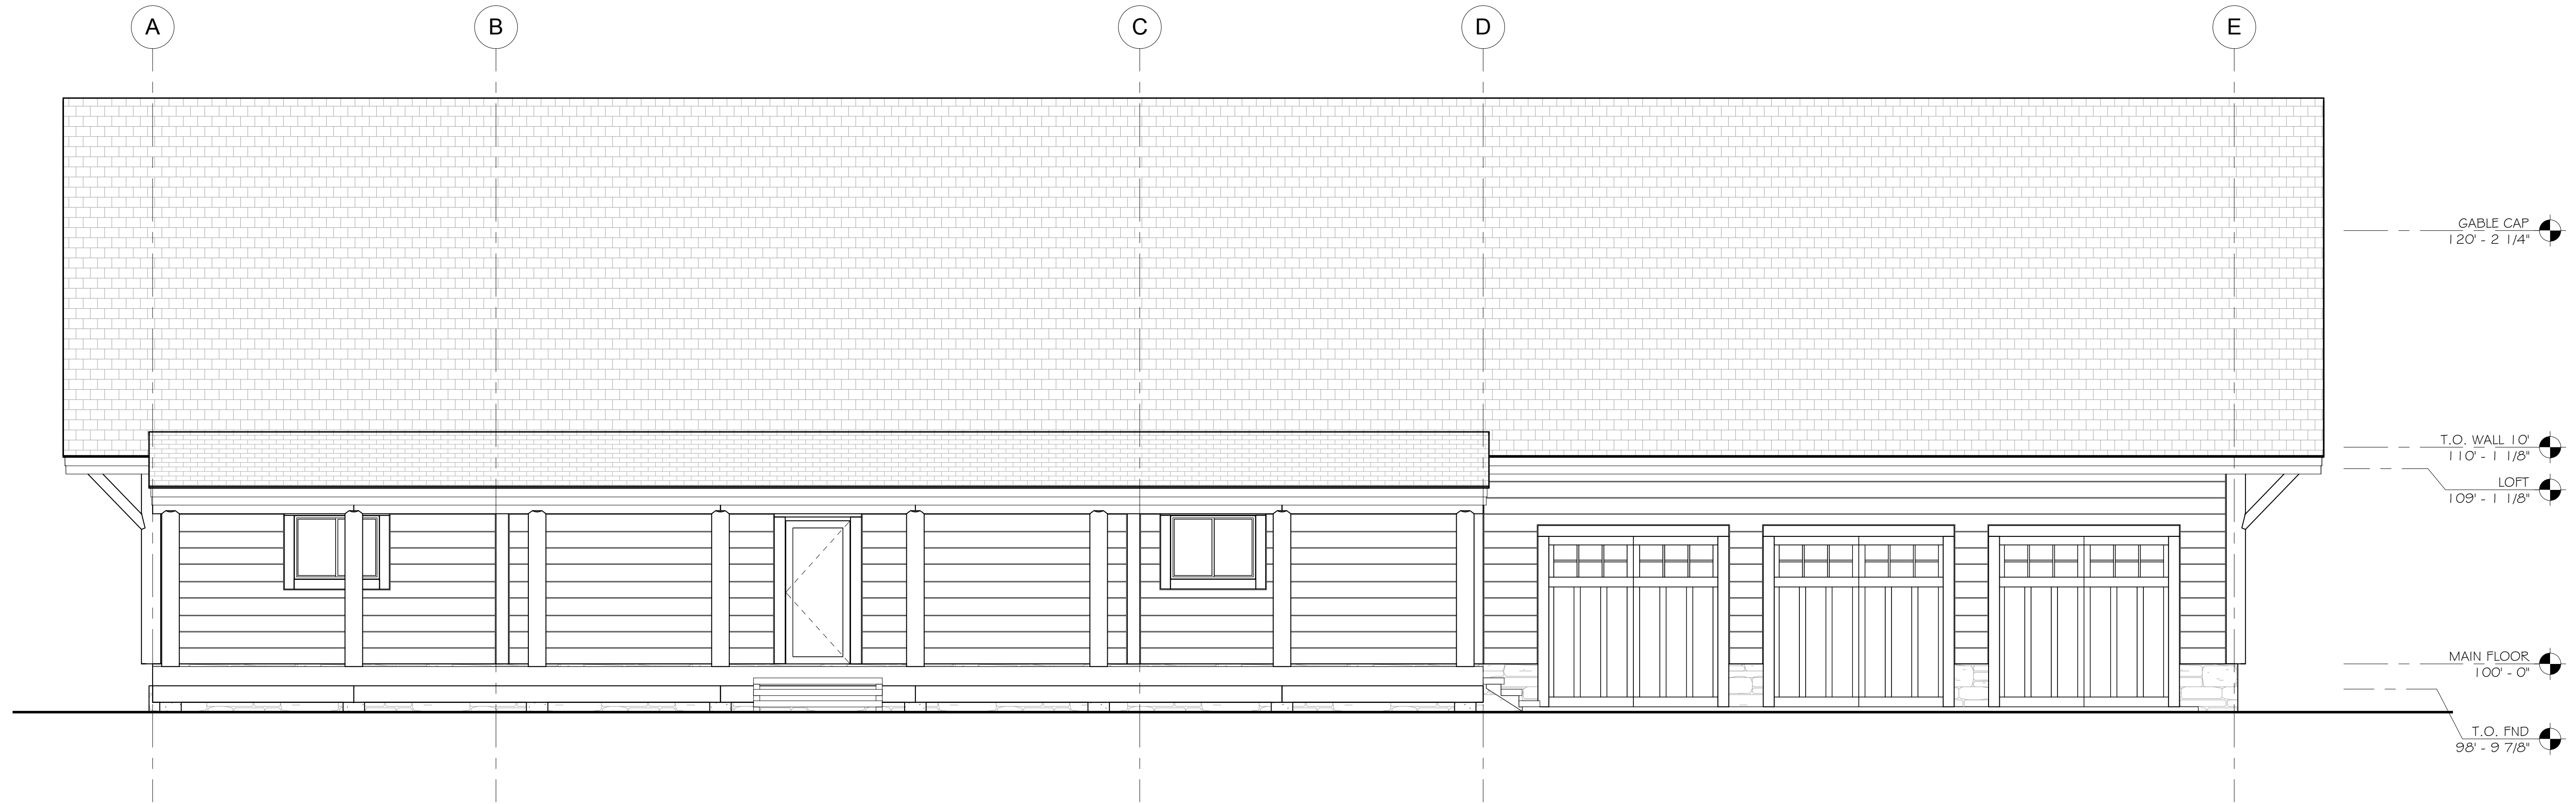 A
B
C
D
E
GABLE CAP
120' - 2 1/4"
T.O. WALL 10'
110' - 1 1/8"
LOFT
109' - 1 1/8"
MAIN FLOOR
100' - 0"
T.O. FND
98' - 9 7/8"